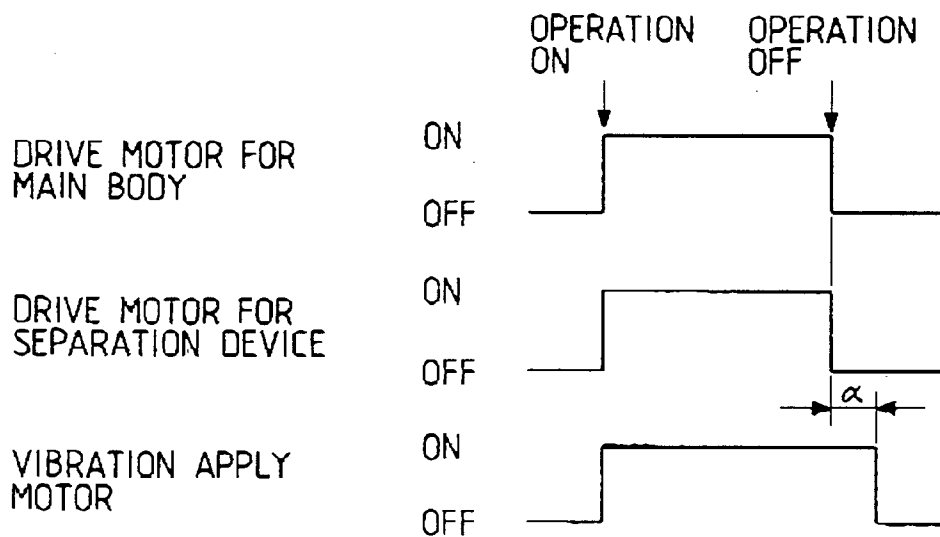 OPERATION ON
OPERATION OFF
DRIVE MOTOR FOR
MAIN BODY
ON
OFF
DRIVE MOTOR FOR
SEPARATION DEVICE
ON
OFF
α
VIBRATION APPLY
MOTOR
ON
OFF